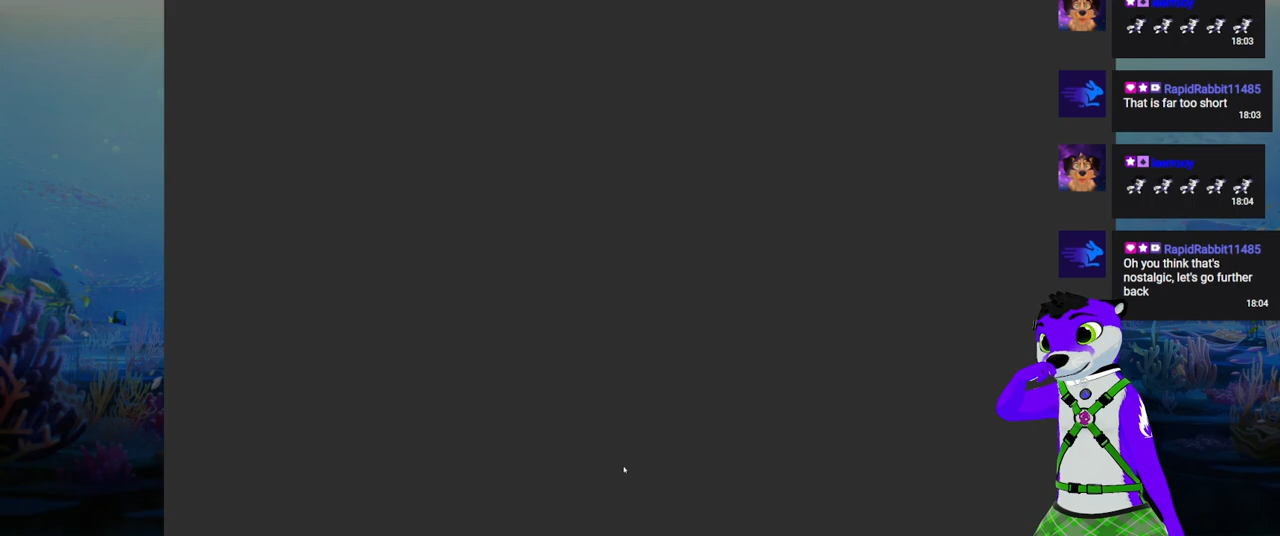 18:03
RapidRabbit11485
That is far too short
18:03
18:04
RapidRabbit11485
Oh you think that's
nostalgic, let's go further
back
18:04